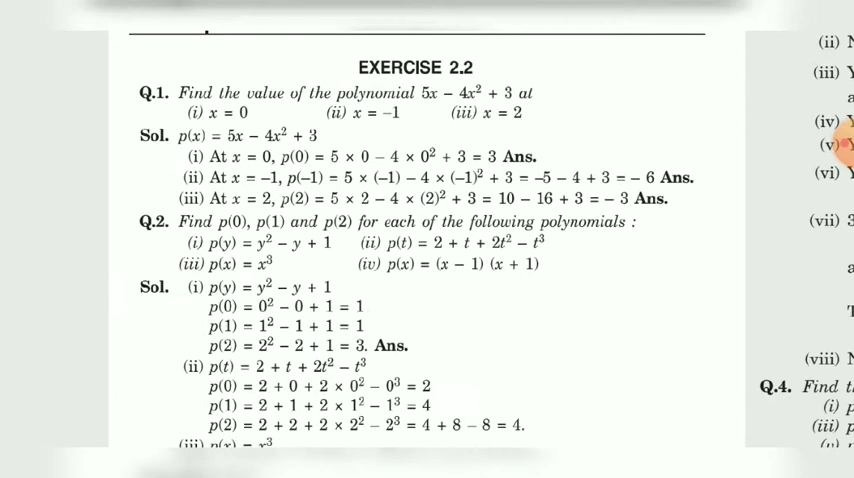 EXERCISE 2.2
Q.1. Find the value of the polynomial 5x – 4x² + 3 at
(i) x = 0 (ii) x = –1 (iii) x = 2
Sol. p(x) = 5x – 4x² + 3
(i) At x = 0, p(0) = 5 × 0 – 4 × 0² + 3 = 3 Ans.
(ii) At x = –1, p(–1) = 5 × (–1) – 4 × (–1)² + 3 = –5 – 4 + 3 = – 6 Ans.
(iii) At x = 2, p(2) = 5 × 2 – 4 × (2)² + 3 = 10 – 16 + 3 = – 3 Ans.
Q.2. Find p(0), p(1) and p(2) for each of the following polynomials :
(i) p(y) = y² – y + 1 (ii) p(t) = 2 + t + 2t² – t³
(iii) p(x) = x³ (iv) p(x) = (x – 1) (x + 1)
Sol. (i) p(y) = y² – y + 1
p(0) = 0² – 0 + 1 = 1
p(1) = 1² – 1 + 1 = 1
p(2) = 2² – 2 + 1 = 3. Ans.
(ii) p(t) = 2 + t + 2t² – t³
p(0) = 2 + 0 + 2 × 0² – 0³ = 2
p(1) = 2 + 1 + 2 × 1² – 1³ = 4
p(2) = 2 + 2 + 2 × 2² – 2³ = 4 + 8 – 8 = 4.
(iii) p(x) = x³
(ii)
(iii)
(iv)
(v)
(vi)
(vii) 3
(viii)
Q.4. Find
(i) p
(iii) p